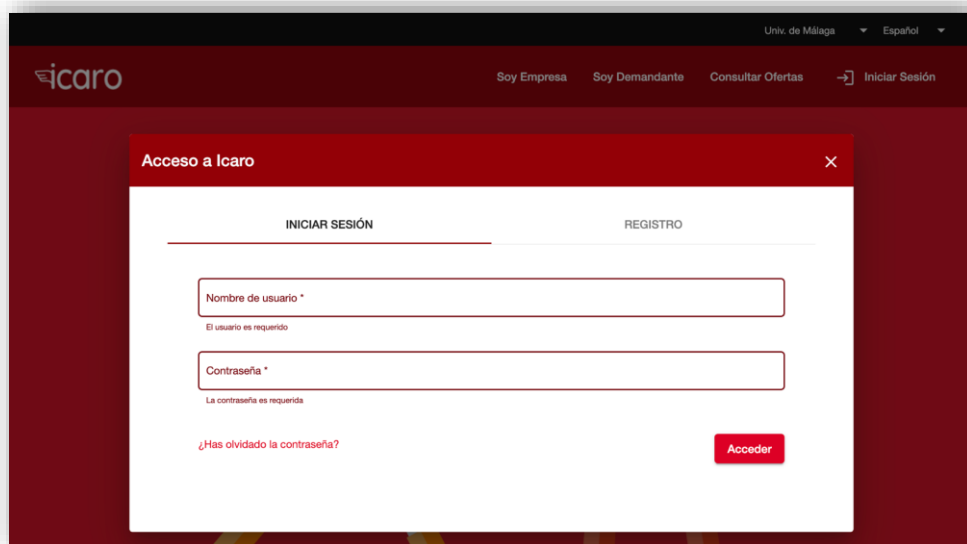 Univ. de Málaga Español
icaro Soy Empresa Soy Demandante Consultar Ofertas Iniciar Sesión
Acceso a Icaro
INICIAR SESIÓN REGISTRO
Nombre de usuario *
El usuario es requerido
Contraseña *
La contraseña es requerida
¿Has olvidado la contraseña? Acceder